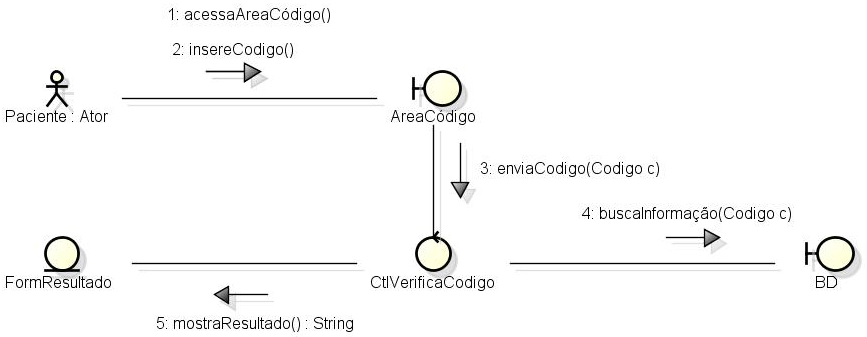 1: acessaAreaCódigo()
2: insereCodigo()
Paciente : Ator
AreaCódigo
3: enviaCodigo(Codigo c)
4: buscaInformação(Codigo c)
FormResultado
CtlVerificaCodigo
BD
5: mostraResultado() : String